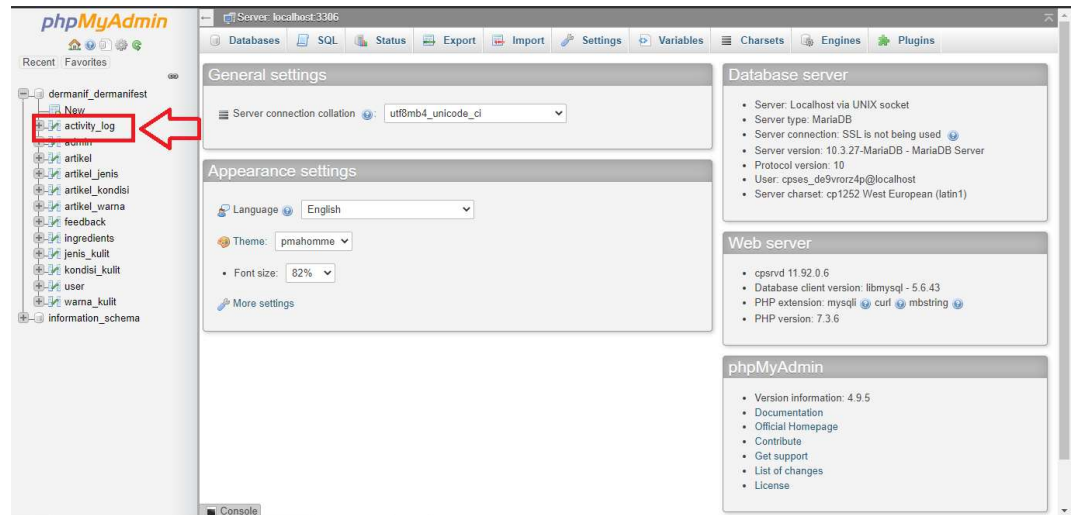 phpMyAdmin
Recent Favorites
dermanif_dermanifest
New
activity_log
admin
artikel
artikel_jenis
artikel_kondisi
artikel_warna
feedback
ingredients
jenis_kulit
kondisi_kulit
user
warna_kulit
information_schema
Server: localhost:3306
Databases SQL Status Export Import Settings Variables Charsets Engines Plugins
General settings
Server connection collation : utf8mb4_unicode_ci
Appearance settings
Language English
Theme: pmahomme
• Font size: 82%
More settings
Database server
• Server: Localhost via UNIX socket
• Server type: MariaDB
• Server connection: SSL is not being used
• Server version: 10.3.27-MariaDB - MariaDB Server
• Protocol version: 10
• User: cpses_de9vrorz4p@localhost
• Server charset: cp1252 West European (latin1)
Web server
• cpsrvd 11.92.0.6
• Database client version: libmysql - 5.6.43
• PHP extension: mysqli curl mbstring
• PHP version: 7.3.6
phpMyAdmin
• Version information: 4.9.5
• Documentation
• Official Homepage
• Contribute
• Get support
• List of changes
• License
Console